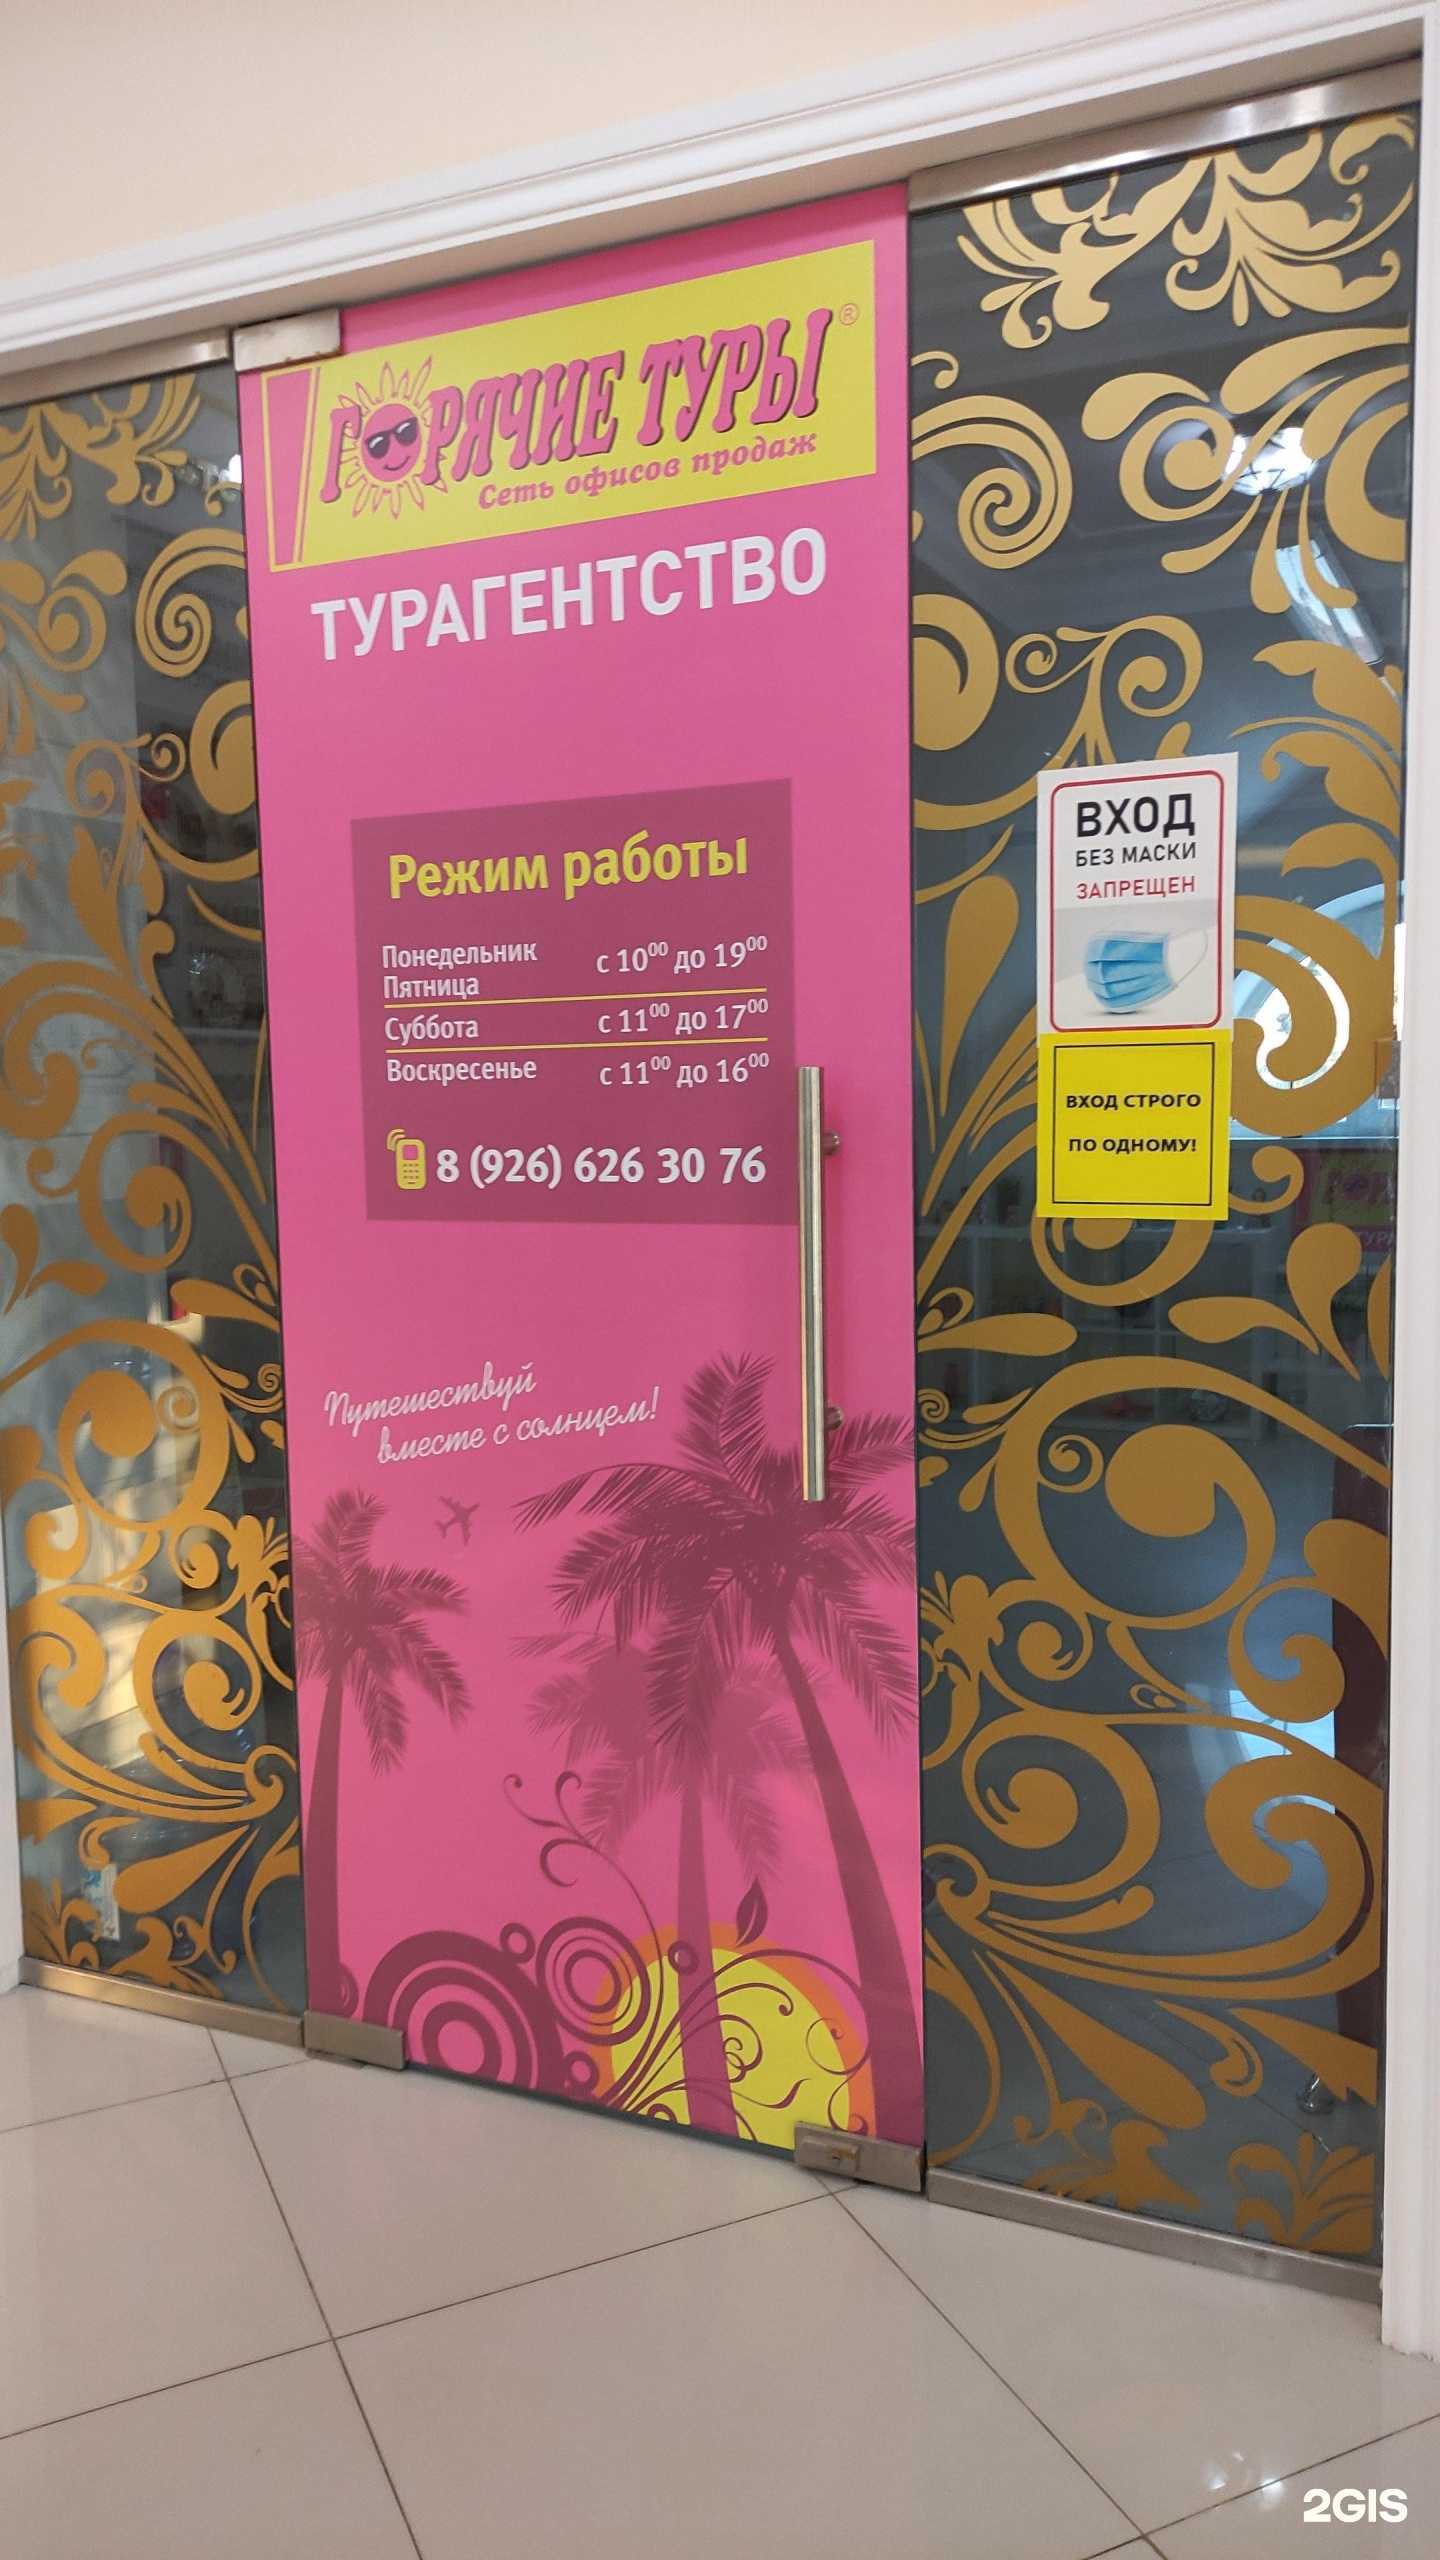 ГОРЯЧИЕ ТУРЫ ®
Сеть офисов продаж
ТУРАГЕНТСТВО
Режим работы
Понедельник
Пятница
с 10⁰⁰ до 19⁰⁰
Суббота с 11⁰⁰ до 17⁰⁰
Воскресенье с 11⁰⁰ до 16⁰⁰
8 (926) 626 30 76
Путешествуй
вместе с солнцем!
ВХОД
БЕЗ МАСКИ
ЗАПРЕЩЕН
ВХОД СТРОГО
ПО ОДНОМУ!
2GIS